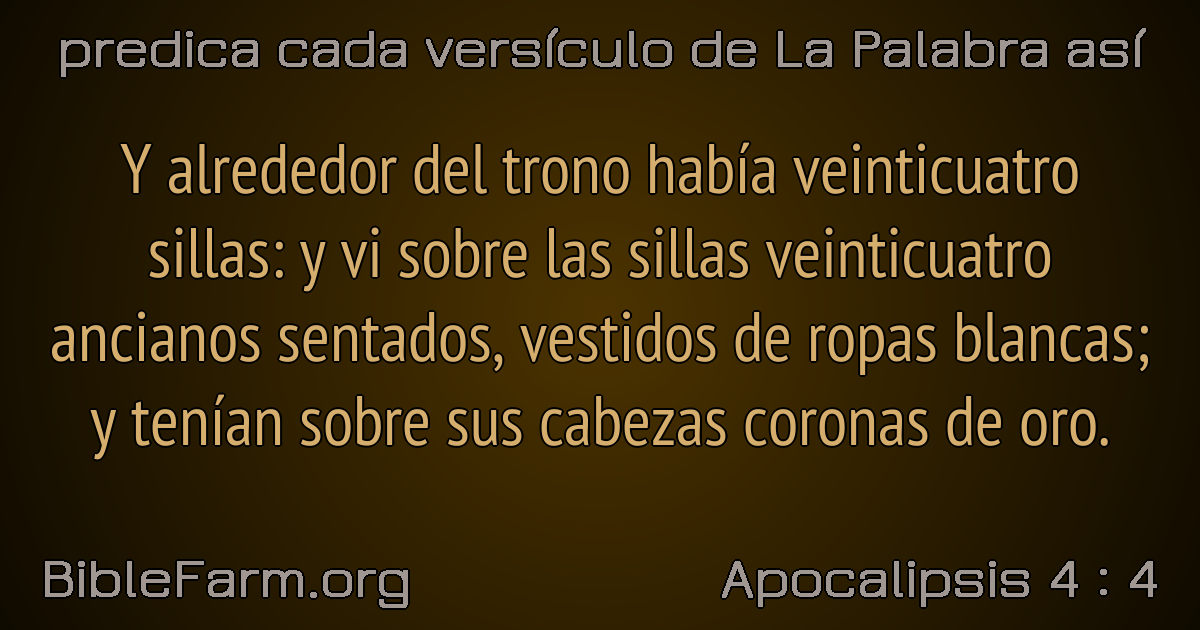 predica cada versículo de La Palabra así
Y alrededor del trono había veinticuatro
sillas: y vi sobre las sillas veinticuatro
ancianos sentados, vestidos de ropas blancas;
y tenían sobre sus cabezas coronas de oro.
BibleFarm.org
Apocalipsis 4 : 4